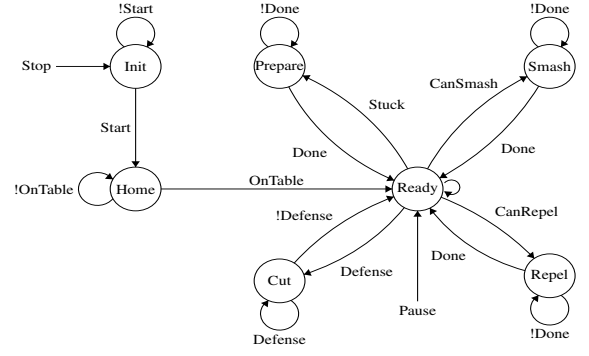 !Start
!Done
!Done
Stop
Init
Prepare
Smash
CanSmash
Stuck
Start
Done
Done
OnTable
!OnTable
Home
Ready
!Defense
CanRepel
Done
Defense
Cut
Repel
Pause
Defense
!Done